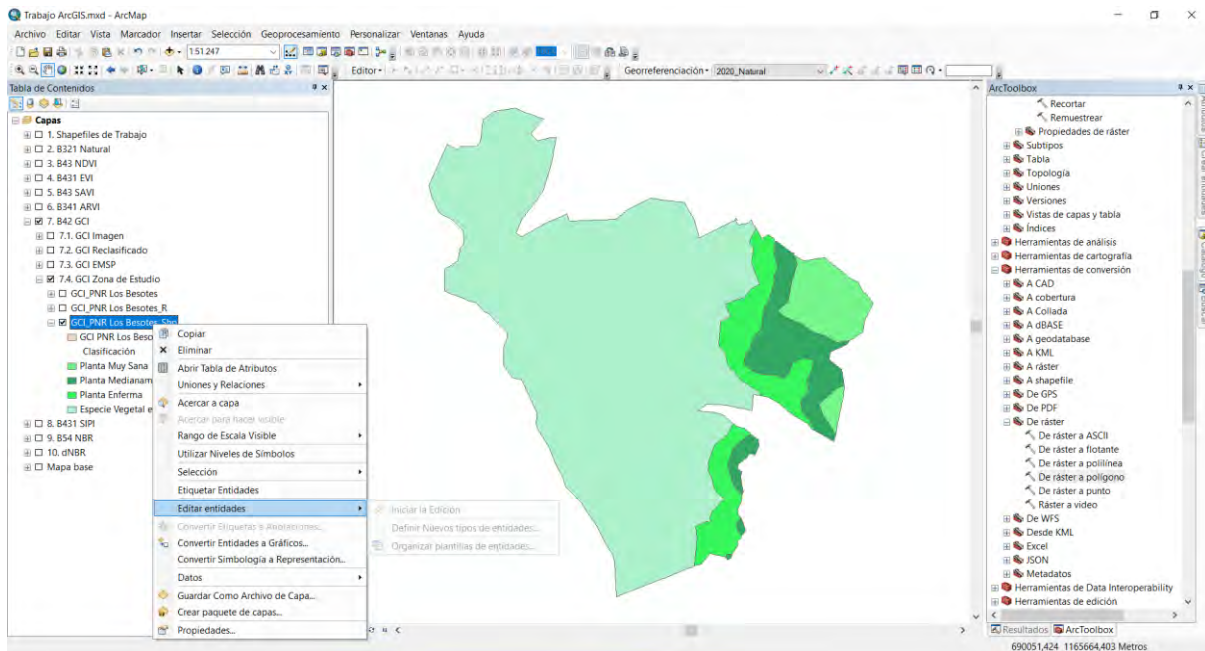 Trabajo ArcGIS.mxd - ArcMap
Archivo Editar Vista Marcador Insertar Selección Geoprocesamiento Personalizar Ventanas Ayuda
1:51.247
Editor Georreferenciación 2020_Natural
Tabla de Contenidos
Capas
1. Shapefiles de Trabajo
2. B321 Natural
3. B43 NDVI
4. B431 EVI
5. B43 SAVI
6. B341 ARVI
7. B42 GCI
7.1. GCI Imagen
7.2. GCI Reclasificado
7.3. GCI EMSP
7.4. GCI Zona de Estudio
GCI_PNR Los Besotes
GCI_PNR Los Besotes_R
GCI_PNR Los Besotes_Shp
GCI PNR Los Beso
Clasificación
Planta Muy Sana
Planta Medianam
Planta Enferma
Especie Vegetal e
8. B431 SIPI
9. B54 NBR
10. dNBR
Mapa base
Copiar
Eliminar
Abrir Tabla de Atributos
Uniones y Relaciones
Acercar a capa
Acercar para hacer visible
Rango de Escala Visible
Utilizar Niveles de Símbolos
Selección
Etiquetar Entidades
Editar entidades
Convertir Etiquetas a Anotaciones...
Convertir Entidades a Gráficos...
Convertir Simbología a Representación...
Datos
Guardar Como Archivo de Capa...
Crear paquete de capas...
Propiedades...
Iniciar la Edición
Definir Nuevos tipos de entidades...
Organizar plantillas de entidades...
ArcToolbox
Recortar
Remuestrear
Propiedades de ráster
Subtipos
Tabla
Topología
Uniones
Versiones
Vistas de capas y tabla
Índices
Herramientas de análisis
Herramientas de cartografía
Herramientas de conversión
A CAD
A cobertura
A Collada
A dBASE
A geodatabase
A KML
A ráster
A shapefile
De GPS
De PDF
De ráster
De ráster a ASCII
De ráster a flotante
De ráster a polilínea
De ráster a polígono
De ráster a punto
Ráster a video
De WFS
Desde KML
Excel
JSON
Metadatos
Herramientas de Data Interoperability
Herramientas de edición
Resultados ArcToolbox
690051,424 1165664,403 Metros